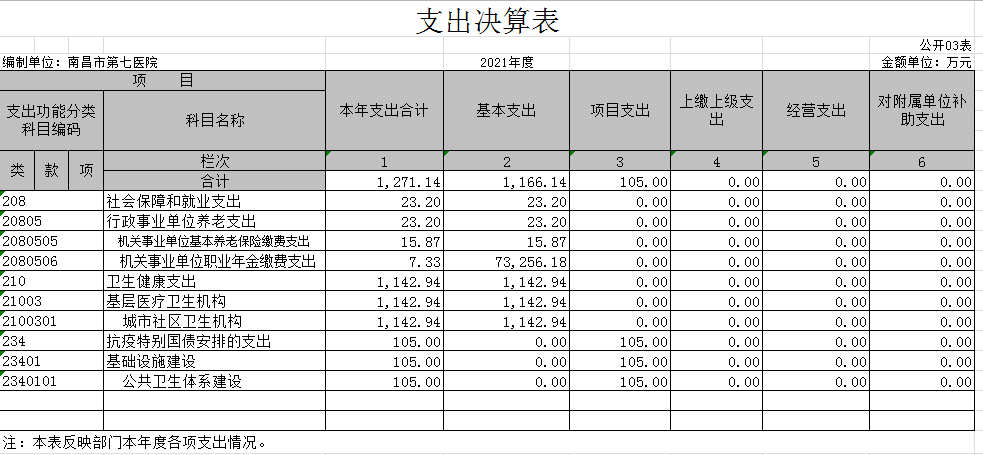 支出决算表
公开03表
编制单位：南昌市第七医院 2021年度 金额单位：万元
项 目 本年支出合计 基本支出 项目支出 上缴上级支出 经营支出 对附属单位补助支出
支出功能分类科目编码 科目名称
类 款 项 栏次 1 2 3 4 5 6
合计 1,271.14 1,166.14 105.00 0.00 0.00 0.00
208 社会保障和就业支出 23.20 23.20 0.00 0.00 0.00 0.00
20805 行政事业单位养老支出 23.20 23.20 0.00 0.00 0.00 0.00
2080505 机关事业单位基本养老保险缴费支出 15.87 15.87 0.00 0.00 0.00 0.00
2080506 机关事业单位职业年金缴费支出 7.33 73,256.18 0.00 0.00 0.00 0.00
210 卫生健康支出 1,142.94 1,142.94 0.00 0.00 0.00 0.00
21003 基层医疗卫生机构 1,142.94 1,142.94 0.00 0.00 0.00 0.00
2100301 城市社区卫生机构 1,142.94 1,142.94 0.00 0.00 0.00 0.00
234 抗疫特别国债安排的支出 105.00 0.00 105.00 0.00 0.00 0.00
23401 基础设施建设 105.00 0.00 105.00 0.00 0.00 0.00
2340101 公共卫生体系建设 105.00 0.00 105.00 0.00 0.00 0.00
注：本表反映部门本年度各项支出情况。